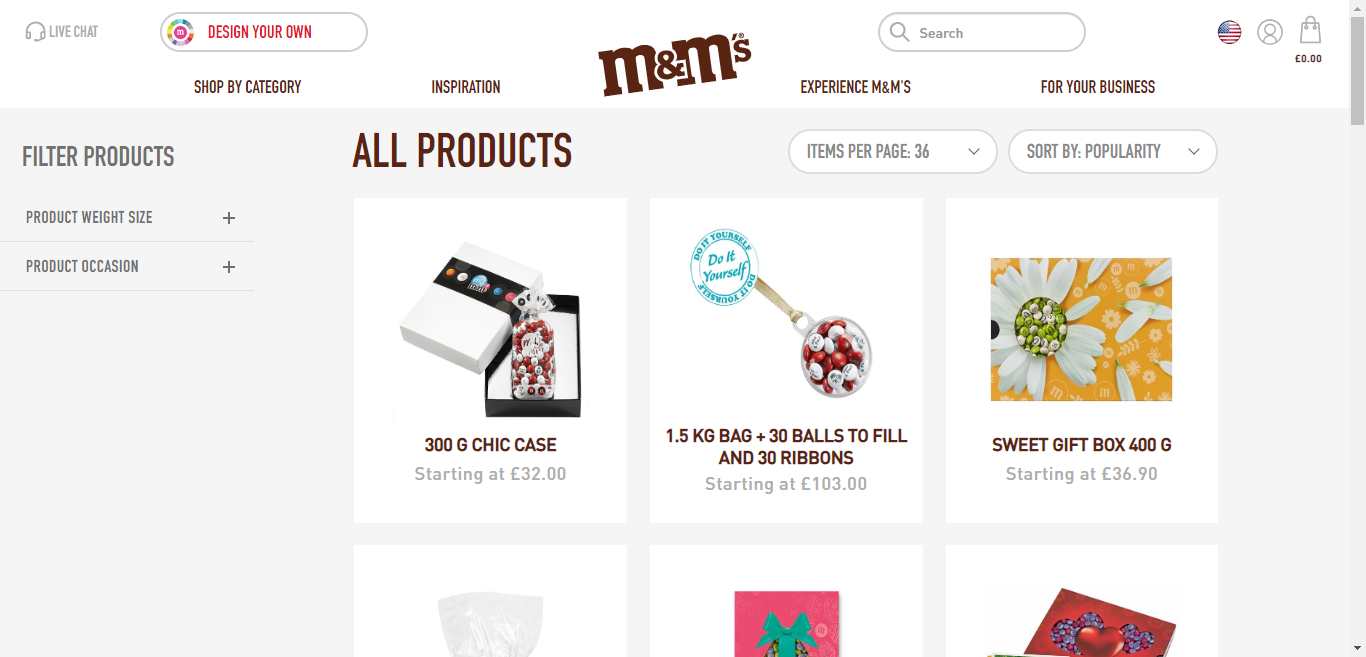 LIVE CHAT
DESIGN YOUR OWN
m&m's
Search
£0.00
SHOP BY CATEGORY
INSPIRATION
EXPERIENCE M&M'S
FOR YOUR BUSINESS
FILTER PRODUCTS
PRODUCT WEIGHT SIZE
PRODUCT OCCASION
ALL PRODUCTS
ITEMS PER PAGE: 36
SORT BY: POPULARITY
300 G CHIC CASE
Starting at £32.00
DO IT YOURSELF
Do It
Yourself
DO IT YOURSELF
1.5 KG BAG + 30 BALLS TO FILL
AND 30 RIBBONS
Starting at £103.00
SWEET GIFT BOX 400 G
Starting at £36.90